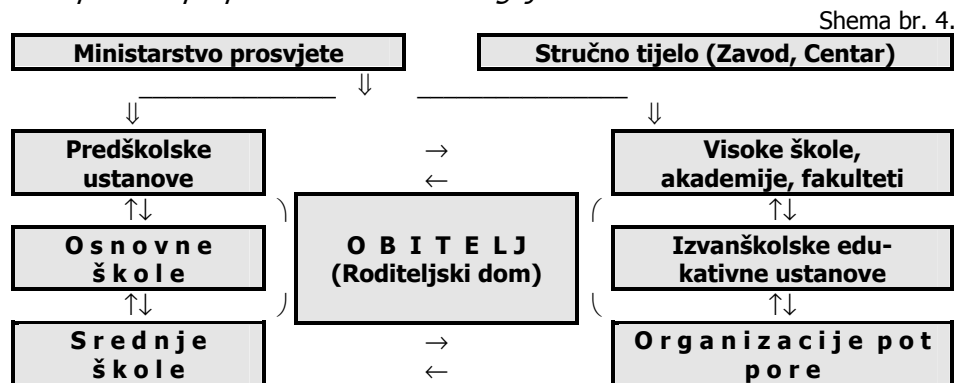 Shema br. 4.
Ministarstvo prosvjete
Stručno tijelo (Zavod, Centar)
⇓
⇓ ⇓
Predškolske
ustanove
→
←
Visoke škole,
akademije, fakulteti
↑↓ ↑↓
O s n o v n e
š k o l e
O B I T E L J
(Roditeljski dom)
Izvanškolske edu-
kativne ustanove
↑↓ ↑↓
S r e d n j e
š k o l e
→
←
O r g a n i z a c i j e p o t
p o r e